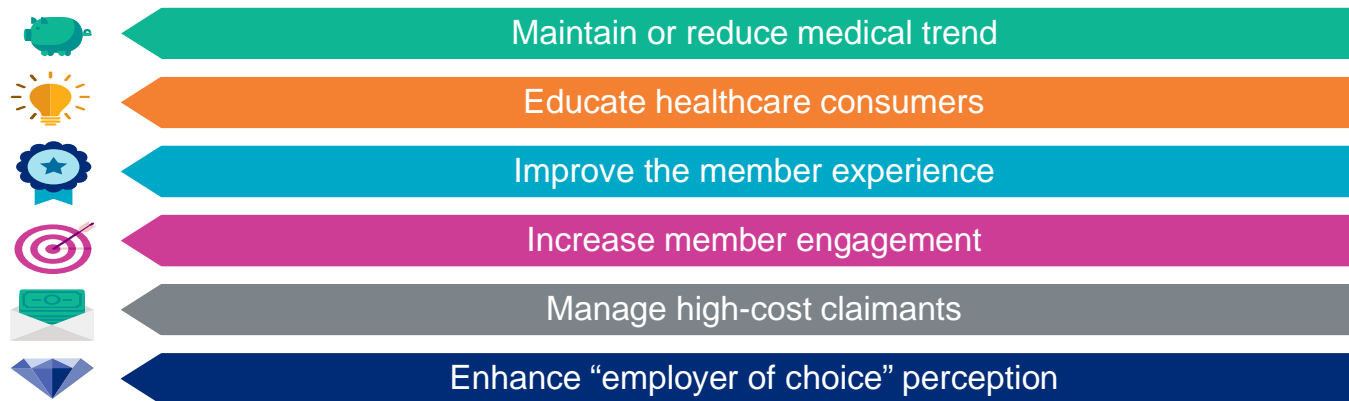 Maintain or reduce medical trend
Educate healthcare consumers
Improve the member experience
Increase member engagement
Manage high-cost claimants
Enhance “employer of choice” perception